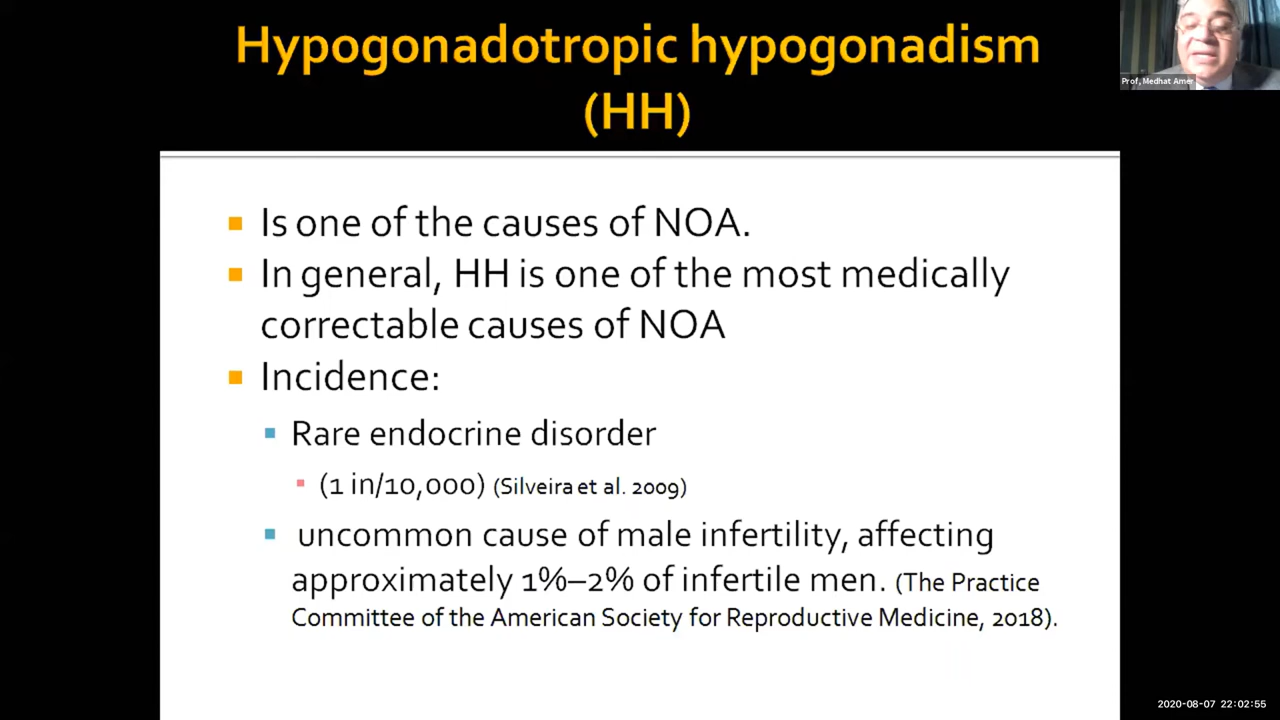 Hypogonadotropic hypogonadism
(HH)
Prof, Medhat Amer
Is one of the causes of NOA.
In general, HH is one of the most medically
correctable causes of NOA
Incidence:
Rare endocrine disorder
(1 in/10,000) (Silveira et al. 2009)
uncommon cause of male infertility, affecting
approximately 1%–2% of infertile men. (The Practice
Committee of the American Society for Reproductive Medicine, 2018).
2020-08-07 22:02:55